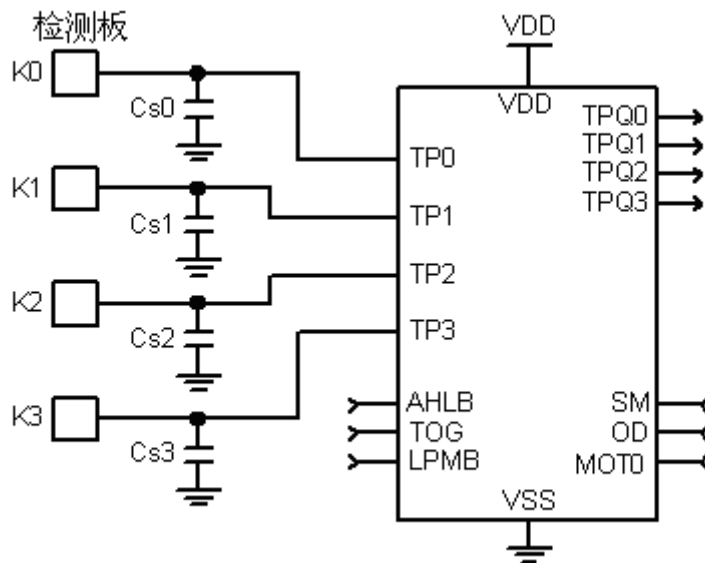 检测板
K0
Cs0
K1
Cs1
K2
Cs2
K3
Cs3
VDD
VDD
TP0
TP1
TP2
TP3
AHLB
TOG
LPMB
TPQ0
TPQ1
TPQ2
TPQ3
SM
OD
MOT0
VSS